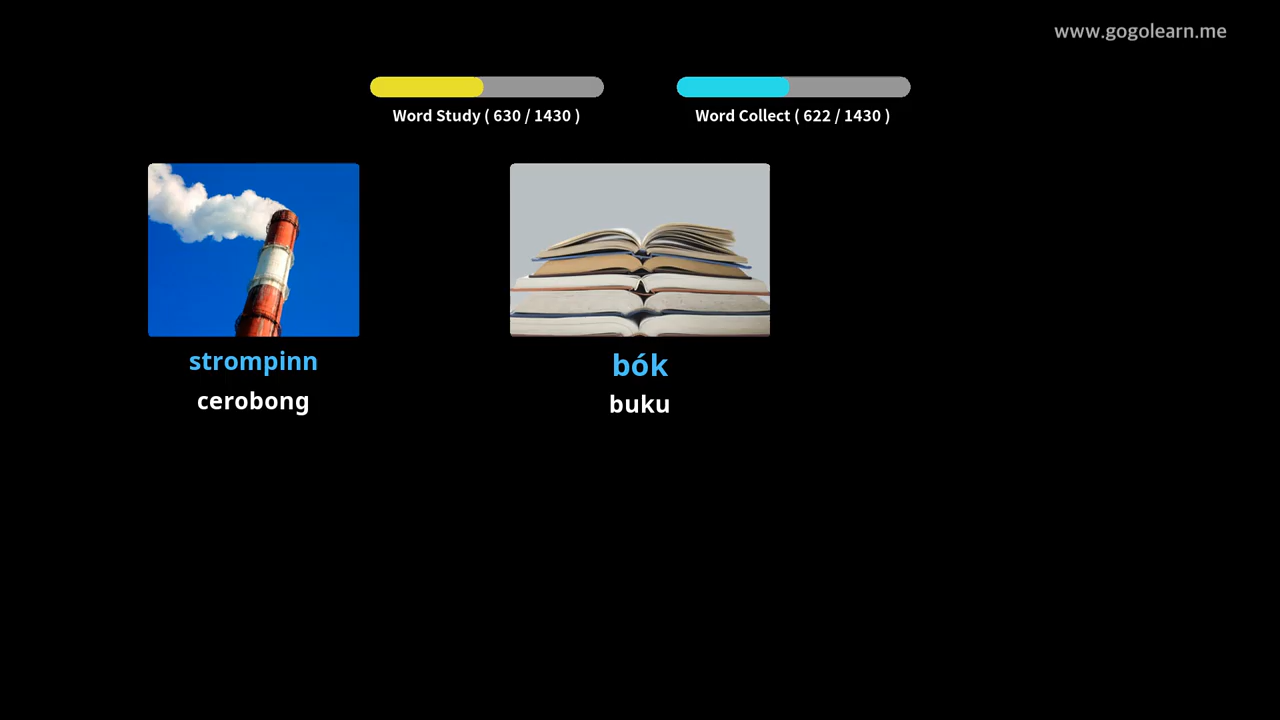 www.gogolearn.me
Word Study ( 630 / 1430 )
Word Collect ( 622 / 1430 )
strompinn
cerobong
bók
buku